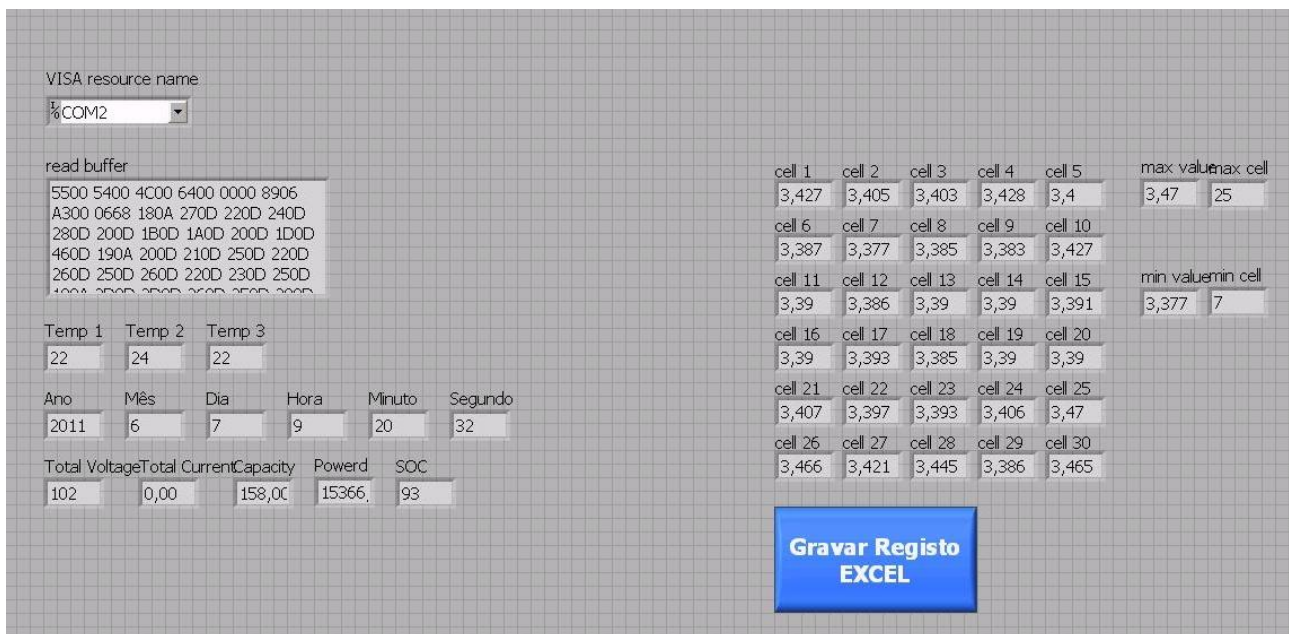 VISA resource name
COM2
read buffer
5500 5400 4C00 6400 0000 8906
A300 0668 180A 270D 220D 240D
280D 200D 1B0D 1A0D 200D 1D0D
460D 190A 200D 210D 250D 220D
260D 250D 260D 220D 230D 250D
Temp 1 Temp 2 Temp 3
22 24 22
Ano Mês Dia Hora Minuto Segundo
2011 6 7 9 20 32
Total Voltage Total Current Capacity Powerd SOC
102 0,00 158,00 15366, 93
cell 1 cell 2 cell 3 cell 4 cell 5
3,427 3,405 3,403 3,428 3,4
cell 6 cell 7 cell 8 cell 9 cell 10
3,387 3,377 3,385 3,383 3,427
cell 11 cell 12 cell 13 cell 14 cell 15
3,39 3,386 3,39 3,39 3,391
cell 16 cell 17 cell 18 cell 19 cell 20
3,39 3,393 3,385 3,39 3,39
cell 21 cell 22 cell 23 cell 24 cell 25
3,407 3,397 3,393 3,406 3,47
cell 26 cell 27 cell 28 cell 29 cell 30
3,466 3,421 3,445 3,386 3,465
max value max cell
3,47 25
min value min cell
3,377 7
Gravar Registo
EXCEL